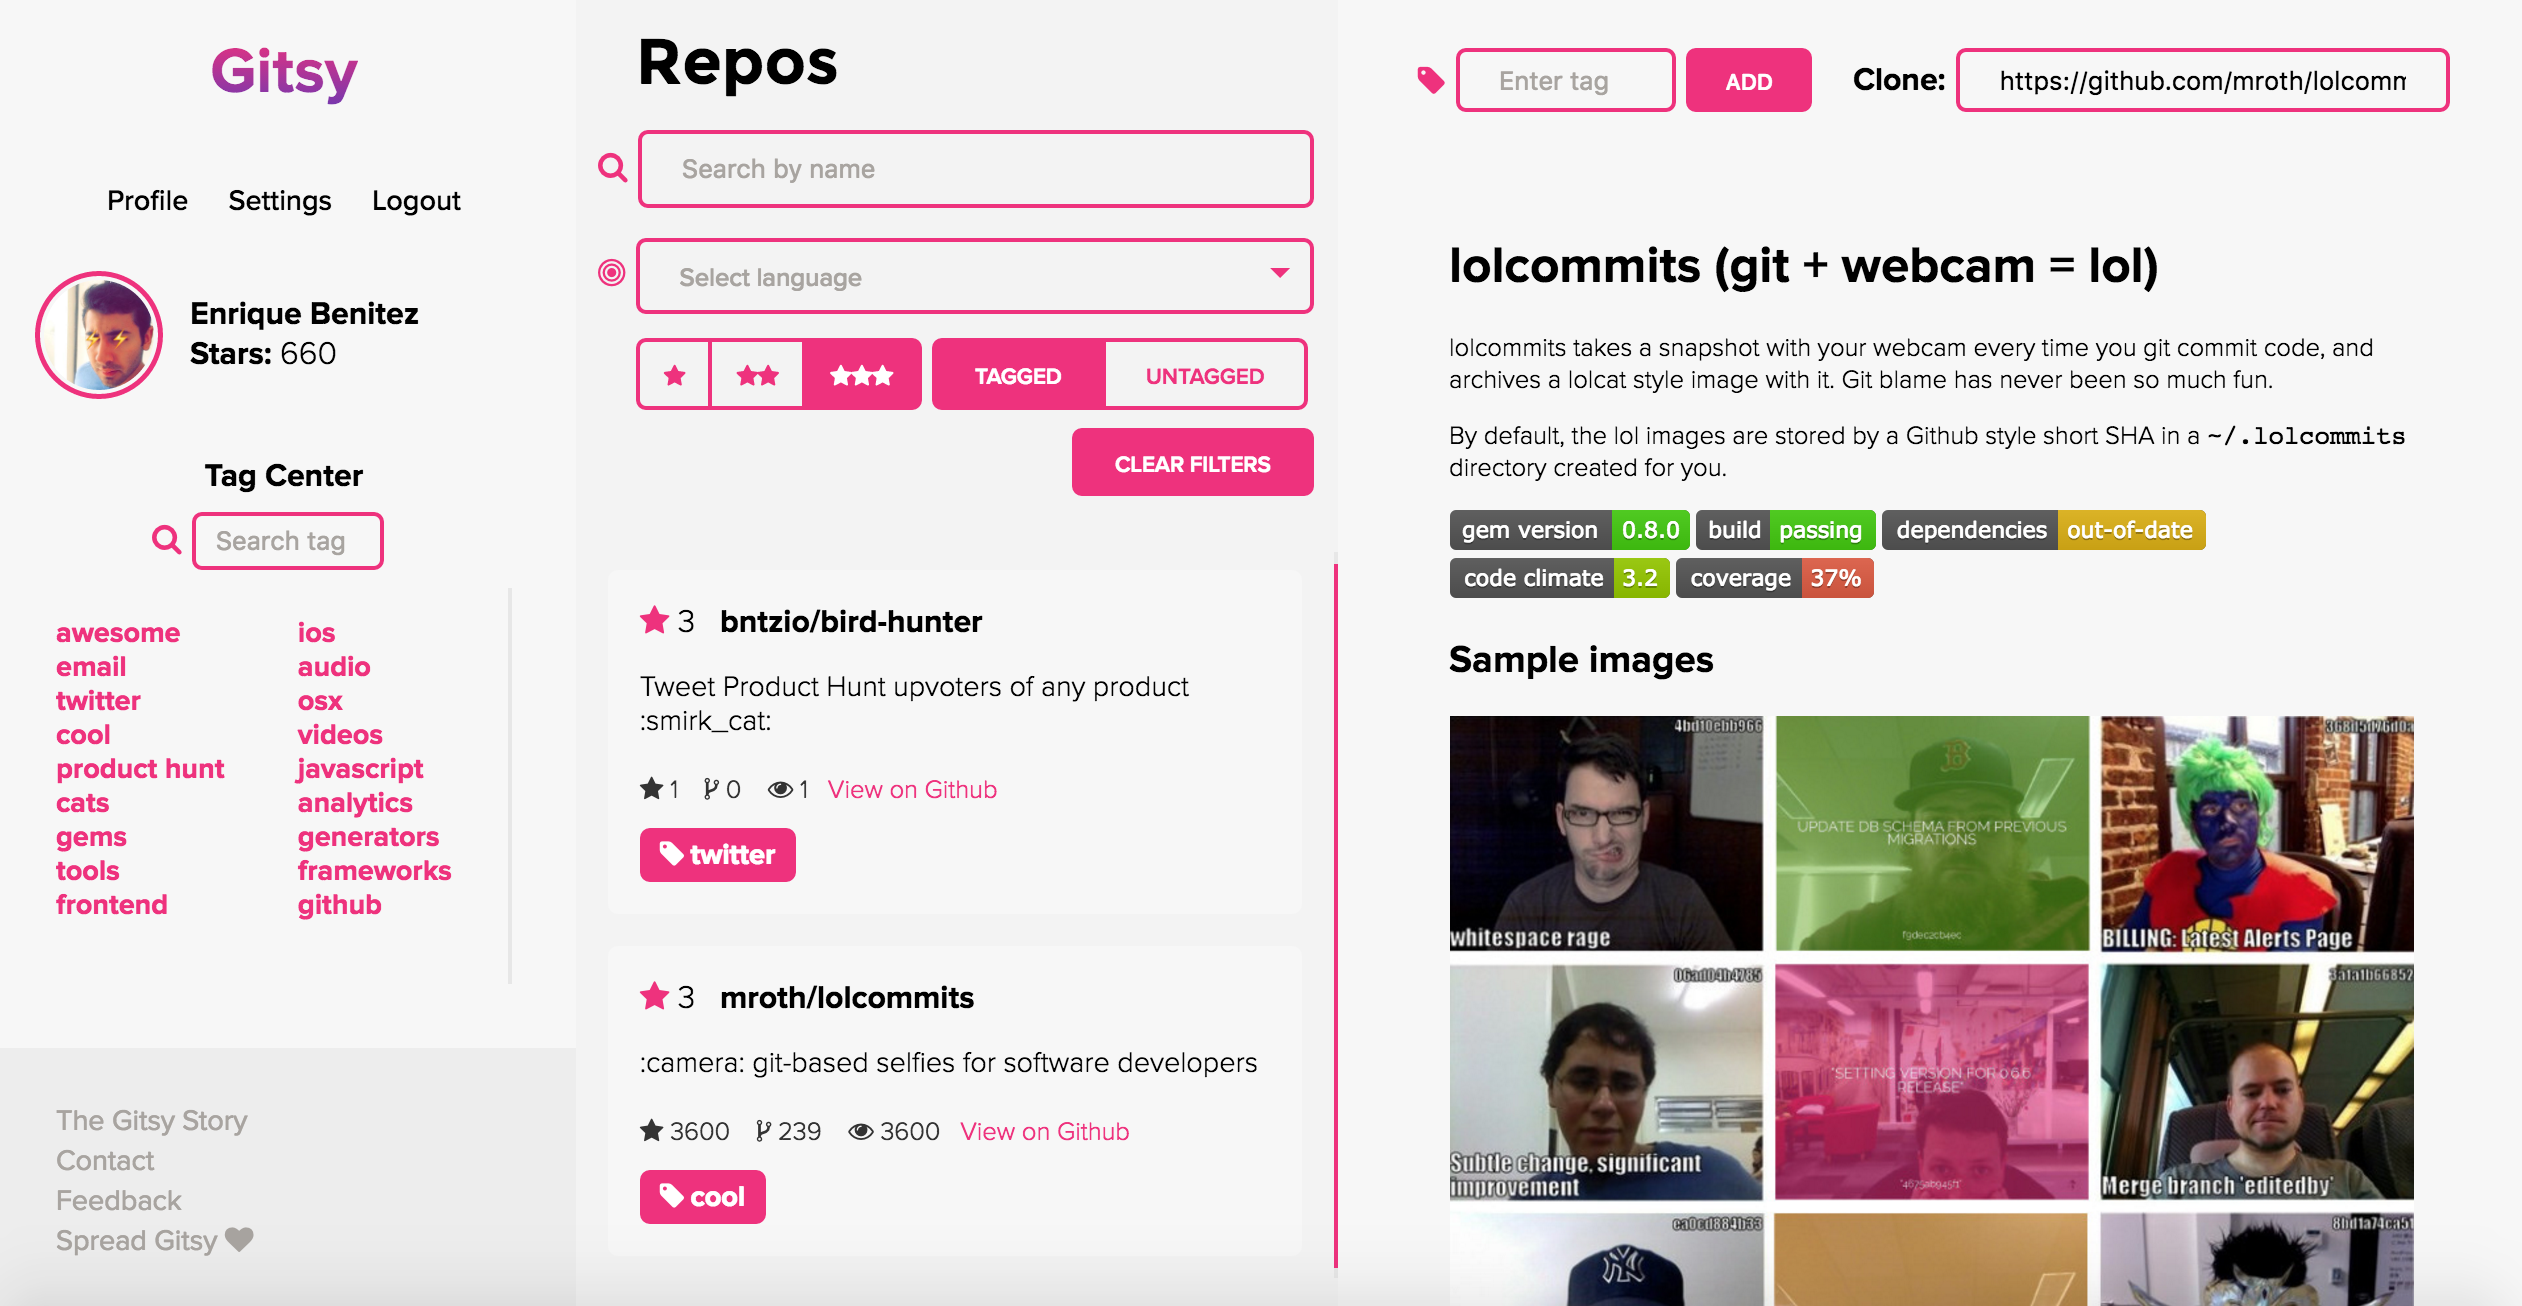 Gitsy
Profile Settings Logout
Enrique Benitez
Stars: 660
Tag Center
Search tag
awesome
email
twitter
cool
product hunt
cats
gems
tools
frontend
ios
audio
osx
videos
javascript
analytics
generators
frameworks
github
The Gitsy Story
Contact
Feedback
Spread Gitsy
Repos
Search by name
Select language
TAGGED UNTAGGED
CLEAR FILTERS
3 bntzio/bird-hunter
Tweet Product Hunt upvoters of any product
:smirk_cat:
1 0 1 View on Github
twitter
3 mroth/lolcommits
:camera: git-based selfies for software developers
3600 239 3600 View on Github
cool
Enter tag ADD Clone: https://github.com/mroth/lolcomm
lolcommits (git + webcam = lol)
lolcommits takes a snapshot with your webcam every time you git commit code, and
archives a lolcat style image with it. Git blame has never been so much fun.
By default, the lol images are stored by a Github style short SHA in a ~/.lolcommits
directory created for you.
gem version 0.8.0 build passing dependencies out-of-date
code climate 3.2 coverage 37%
Sample images
4bd10ebb966
whitespace rage
UPDATE DB SCHEMA FROM PREVIOUS
MIGRATIONS
f9dec2cb4ec
BILLING: Latest Alerts Page
06ad04b4785
Subtle change, significant
improvement
"SETTING VERSION FOR 0.6.6
RELEASE"
3a1a1b66852
Merge branch 'editedby'
ca0cd884b33
8bd1a74ca51